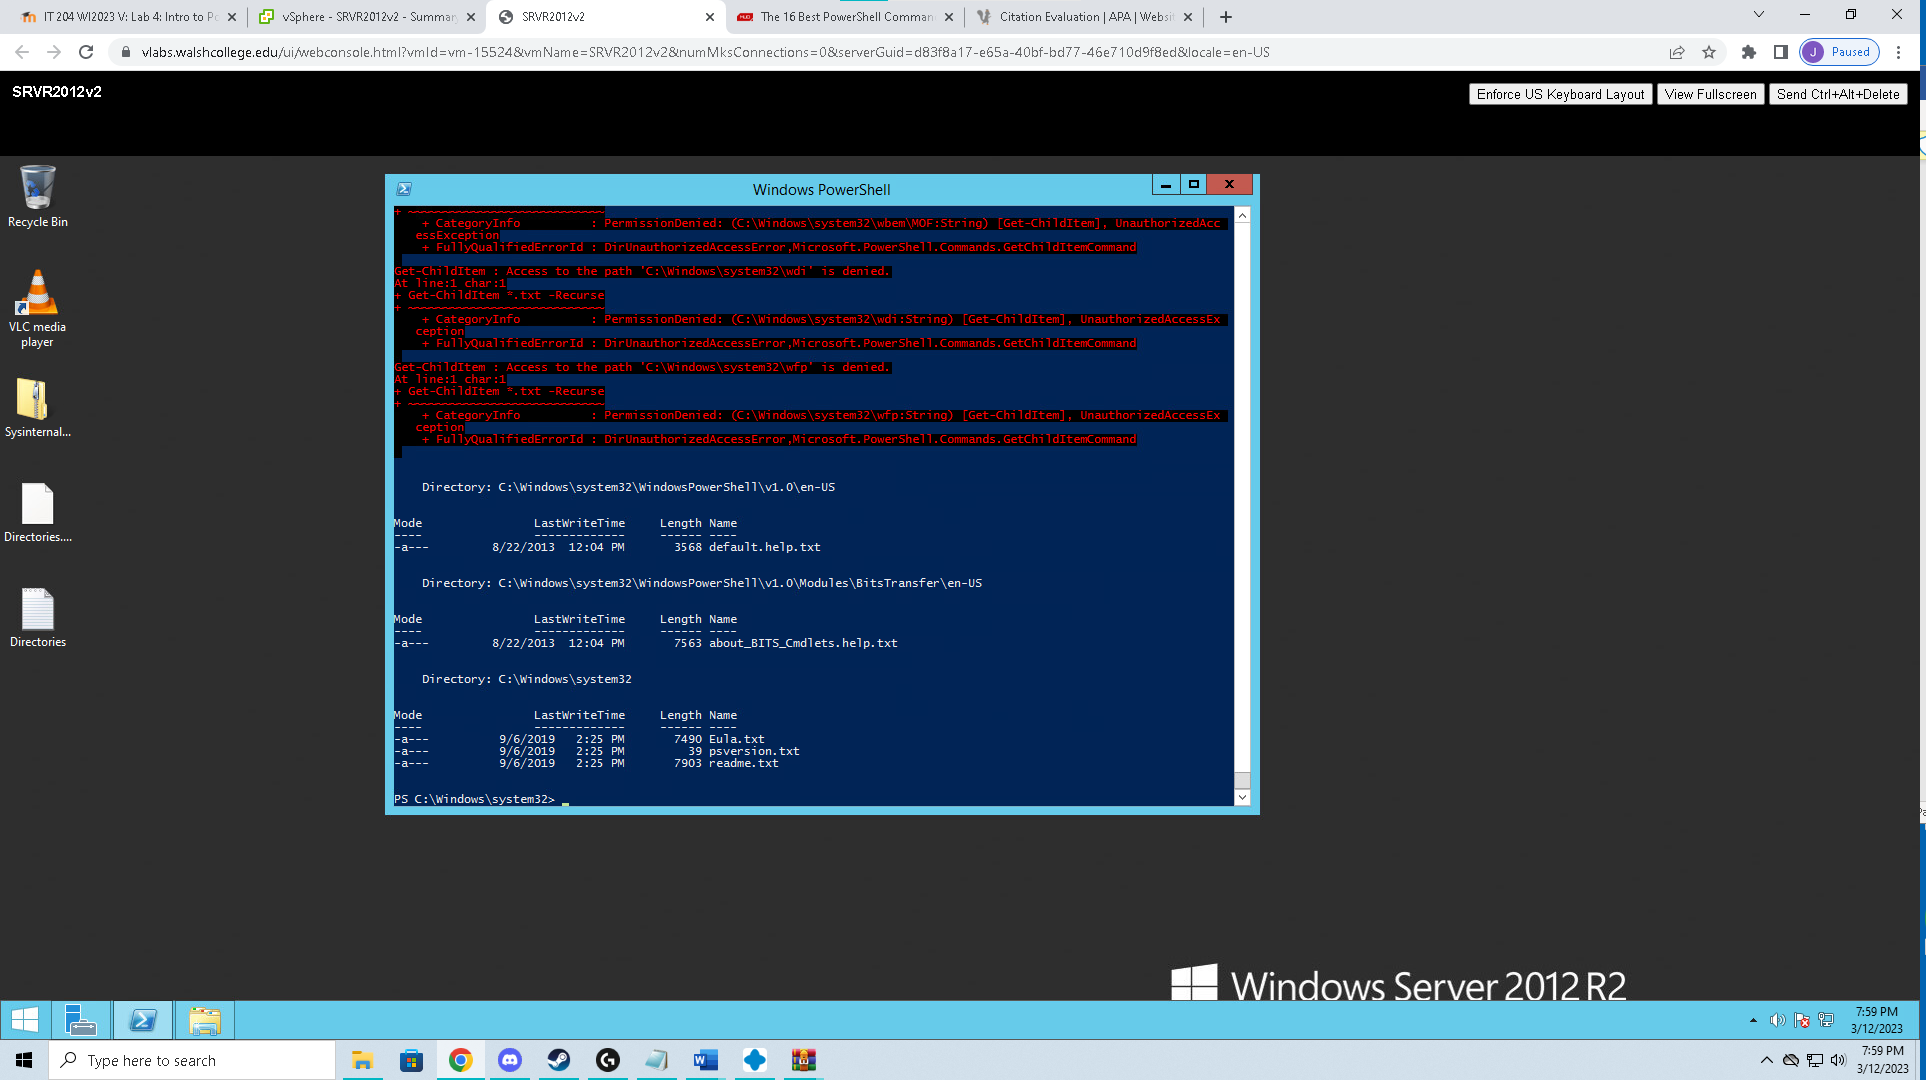 IT 204 WI2023 V: Lab 4: Intro to Po
vSphere - SRVR2012v2 - Summary
SRVR2012v2
The 16 Best PowerShell Comman
Citation Evaluation | APA | Websit
vlabs.walshcollege.edu/ui/webconsole.html?vmId=vm-15524&vmName=SRVR2012v2&numMksConnections=0&serverGuid=d83f8a17-e65a-40bf-bd77-46e710d9f8ed&locale=en-US
J
Paused
SRVR2012v2
Enforce US Keyboard Layout
View Fullscreen
Send Ctrl+Alt+Delete
Recycle Bin
VLC media
player
Sysinternal...
Directories....
Directories
Windows PowerShell
+ ~~~~~~~~~~~~~~~~~~~~~~~~~~~~
+ CategoryInfo          : PermissionDenied: (C:\Windows\system32\wbem\MOF:String) [Get-ChildItem], UnauthorizedAcc
essException
+ FullyQualifiedErrorId : DirUnauthorizedAccessError,Microsoft.PowerShell.Commands.GetChildItemCommand
Get-ChildItem : Access to the path 'C:\Windows\system32\wdi' is denied.
At line:1 char:1
+ Get-ChildItem *.txt -Recurse
+ ~~~~~~~~~~~~~~~~~~~~~~~~~~~~
+ CategoryInfo          : PermissionDenied: (C:\Windows\system32\wdi:String) [Get-ChildItem], UnauthorizedAccessEx
ception
+ FullyQualifiedErrorId : DirUnauthorizedAccessError,Microsoft.PowerShell.Commands.GetChildItemCommand
Get-ChildItem : Access to the path 'C:\Windows\system32\wfp' is denied.
At line:1 char:1
+ Get-ChildItem *.txt -Recurse
+ ~~~~~~~~~~~~~~~~~~~~~~~~~~~~
+ CategoryInfo          : PermissionDenied: (C:\Windows\system32\wfp:String) [Get-ChildItem], UnauthorizedAccessEx
ception
+ FullyQualifiedErrorId : DirUnauthorizedAccessError,Microsoft.PowerShell.Commands.GetChildItemCommand
Directory: C:\Windows\system32\WindowsPowerShell\v1.0\en-US
Mode                LastWriteTime     Length Name
----                -------------     ------ ----
-a---         8/22/2013  12:04 PM       3568 default.help.txt
Directory: C:\Windows\system32\WindowsPowerShell\v1.0\Modules\BitsTransfer\en-US
Mode                LastWriteTime     Length Name
----                -------------     ------ ----
-a---         8/22/2013  12:04 PM       7563 about_BITS_Cmdlets.help.txt
Directory: C:\Windows\system32
Mode                LastWriteTime     Length Name
----                -------------     ------ ----
-a---          9/6/2019   2:25 PM       7490 Eula.txt
-a---          9/6/2019   2:25 PM         39 psversion.txt
-a---          9/6/2019   2:25 PM       7903 readme.txt
PS C:\Windows\system32> _
Windows Server 2012 R2
7:59 PM
3/12/2023
Type here to search
7:59 PM
3/12/2023